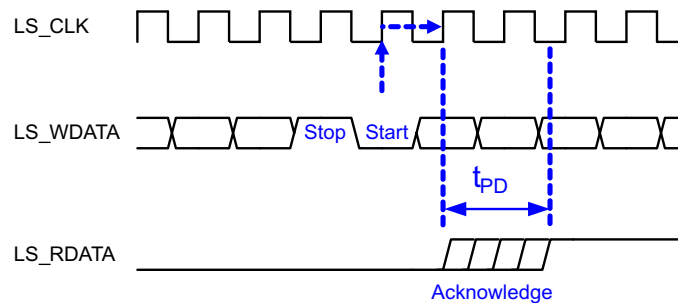 LS_CLK
LS_WDATA
Stop
Start
tPD
LS_RDATA
Acknowledge